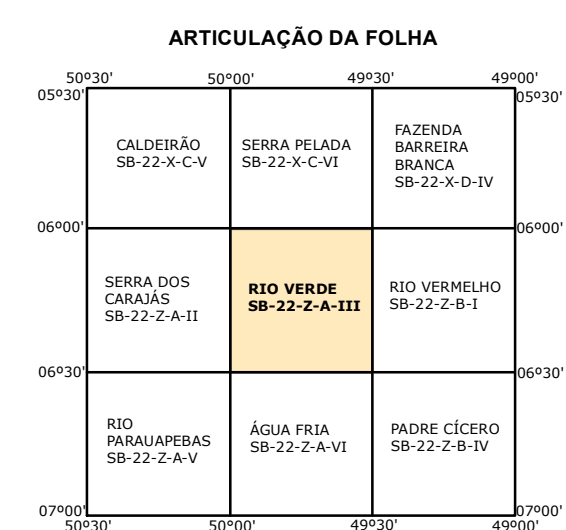 ARTICULAÇÃO DA FOLHA
50º30' 50º00' 49º30' 49º00'
05º30' 05º30'
CALDEIRÃO
SB-22-X-C-V
SERRA PELADA
SB-22-X-C-VI
FAZENDA
BARREIRA
BRANCA
SB-22-X-D-IV
06º00' 06º00'
SERRA DOS
CARAJÁS
SB-22-Z-A-II
RIO VERDE
SB-22-Z-A-III
RIO VERMELHO
SB-22-Z-B-I
06º30' 06º30'
RIO
PARAUAPEBAS
SB-22-Z-A-V
ÁGUA FRIA
SB-22-Z-A-VI
PADRE CÍCERO
SB-22-Z-B-IV
07º00' 07º00'
50º30' 50º00' 49º30' 49º00'